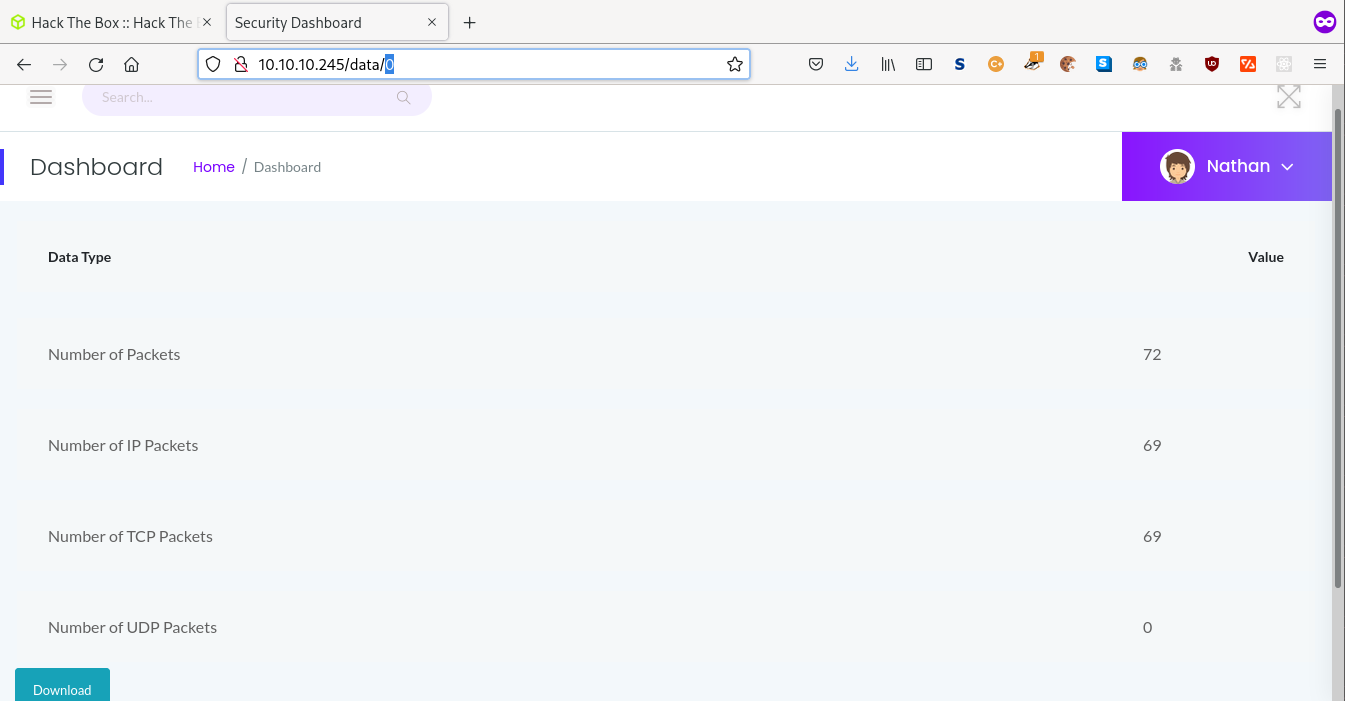 Hack The Box :: Hack The
Security Dashboard
10.10.10.245/data/0
Search...
Dashboard
Home / Dashboard
Nathan
Data Type Value
Number of Packets 72
Number of IP Packets 69
Number of TCP Packets 69
Number of UDP Packets 0
Download